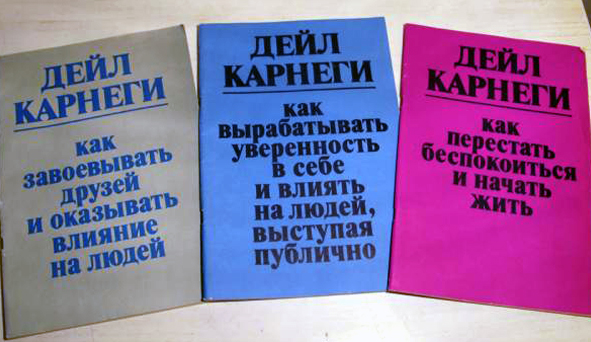 ДЕЙЛ
КАРНЕГИ
как
завоевывать
друзей
и оказывать
влияние
на людей
ДЕЙЛ
КАРНЕГИ
как
вырабатывать
уверенность
в себе
и влиять
на людей,
выступая
публично
ДЕЙЛ
КАРНЕГИ
как
перестать
беспокоиться
и начать
жить